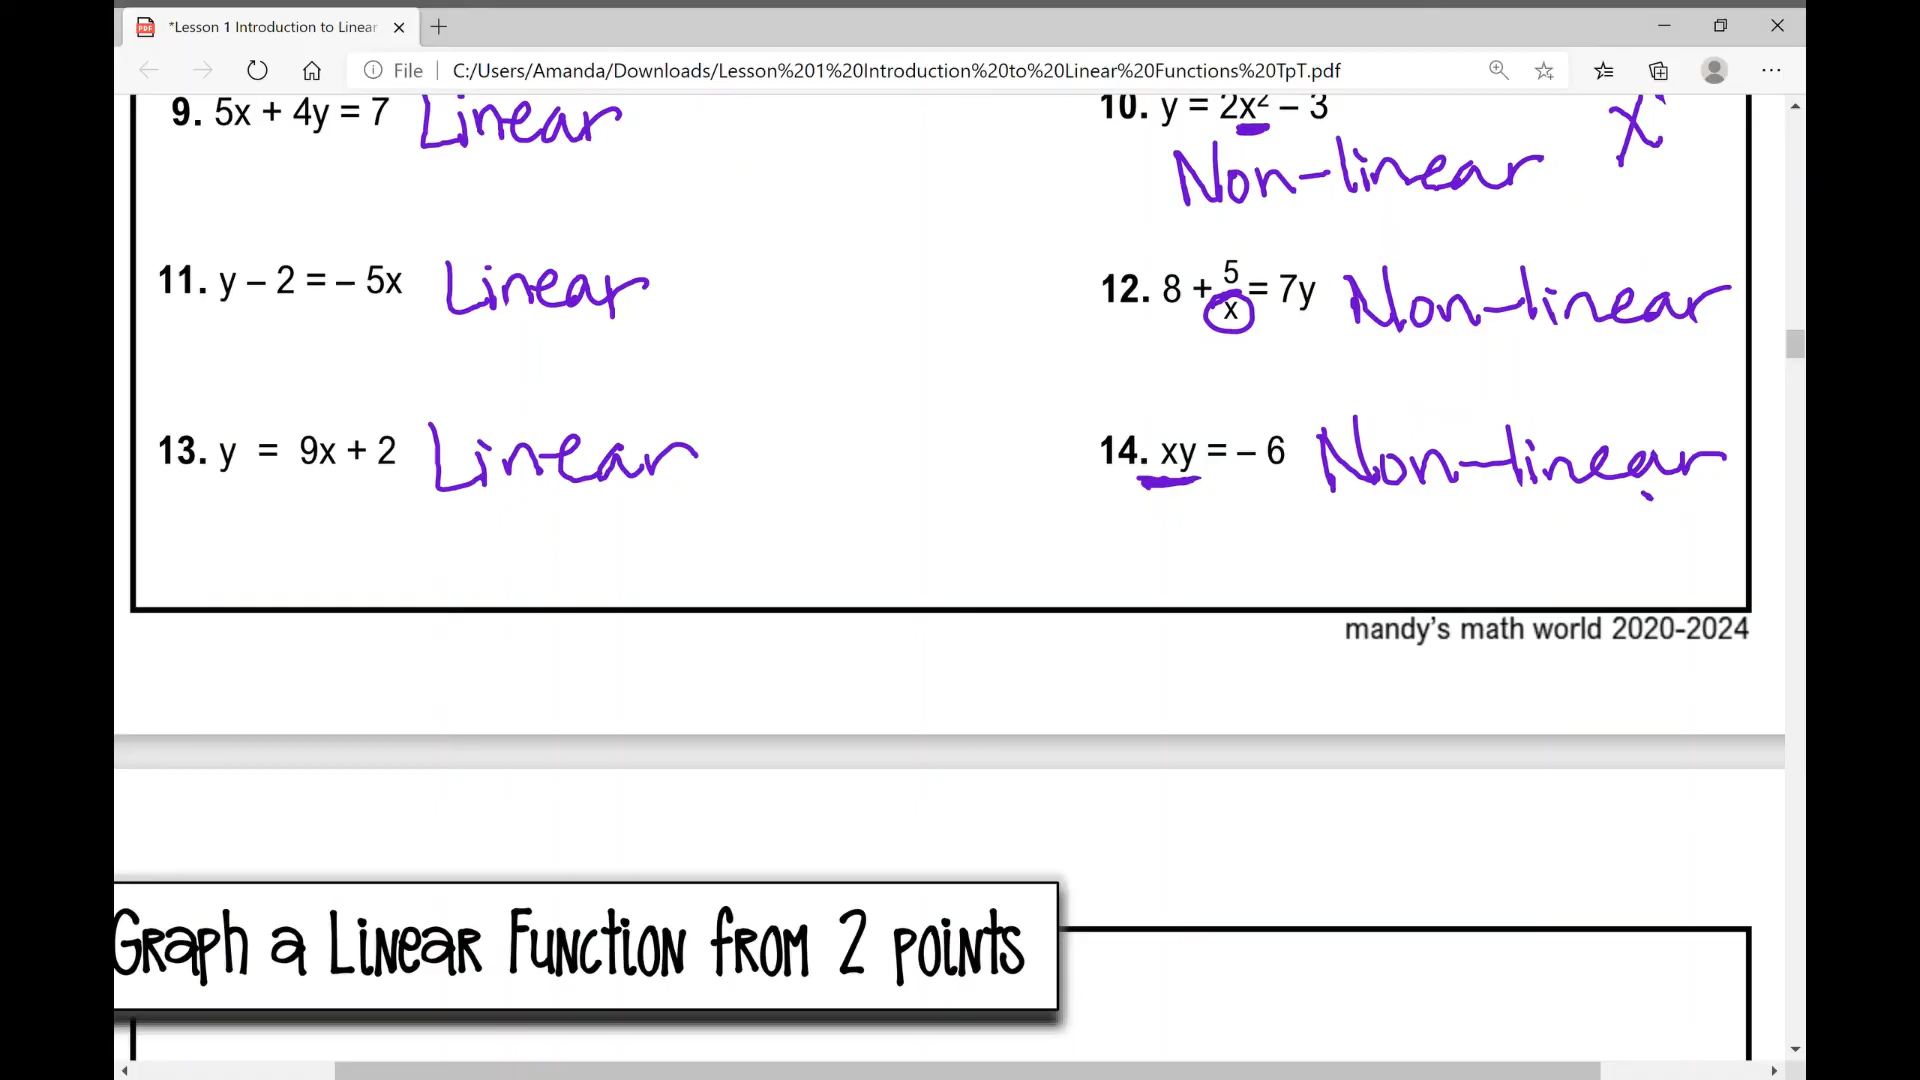 *Lesson 1 Introduction to Linear
File C:/Users/Amanda/Downloads/Lesson%201%20Introduction%20to%20Linear%20Functions%20TpT.pdf
9. 5x + 4y = 7 Linear
10. y = 2x² – 3 x
Non-linear
11. y – 2 = – 5x Linear
12. 8 + 5/x = 7y Non-linear
13. y = 9x + 2 Linear
14. xy = – 6 Non-linear
mandy's math world 2020-2024
Graph a Linear Function from 2 points